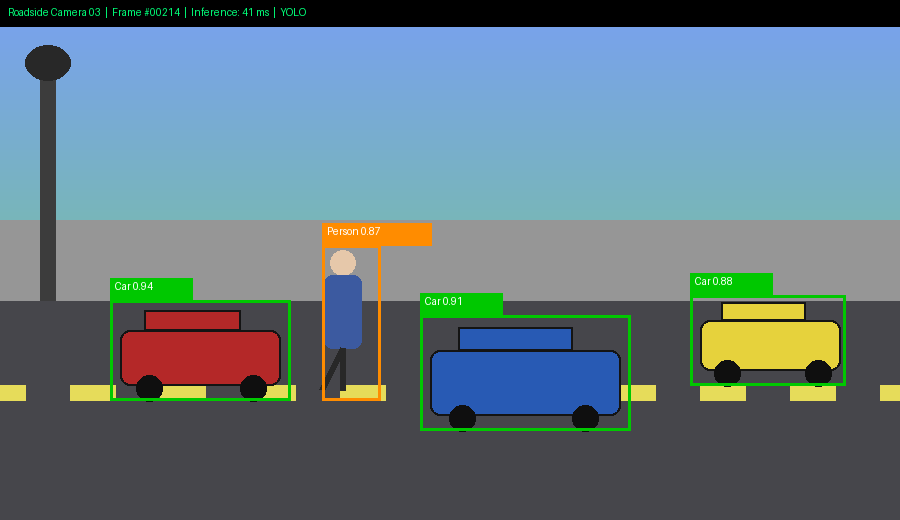 Roadside Camera 03 | Frame #00214 | Inference: 41 ms | YOLO
Person 0.87
Car 0.94
Car 0.91
Car 0.88